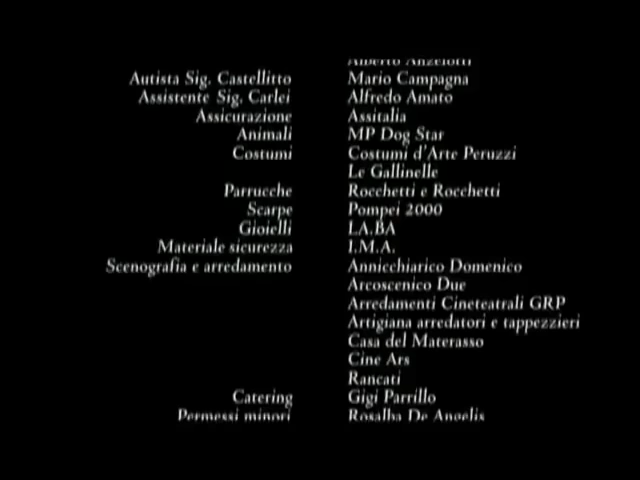 Alberto Anzelotti
Autista Sig. Castellitto Mario Campagna
Assistente Sig. Carlei Alfredo Amato
Assicurazione Assitalia
Animali MP Dog Star
Costumi Costumi d'Arte Peruzzi
Le Gallinelle
Parrucche Rocchetti e Rocchetti
Scarpe Pompei 2000
Gioielli LA.BA
Materiale sicurezza I.M.A.
Scenografia e arredamento Annicchiarico Domenico
Arcoscenico Due
Arredamenti Cineteatrali GRP
Artigiana arredatori e tappezzieri
Casa del Materasso
Cine Ars
Rancati
Catering Gigi Parrillo
Permessi minori Rosalba De Angelis